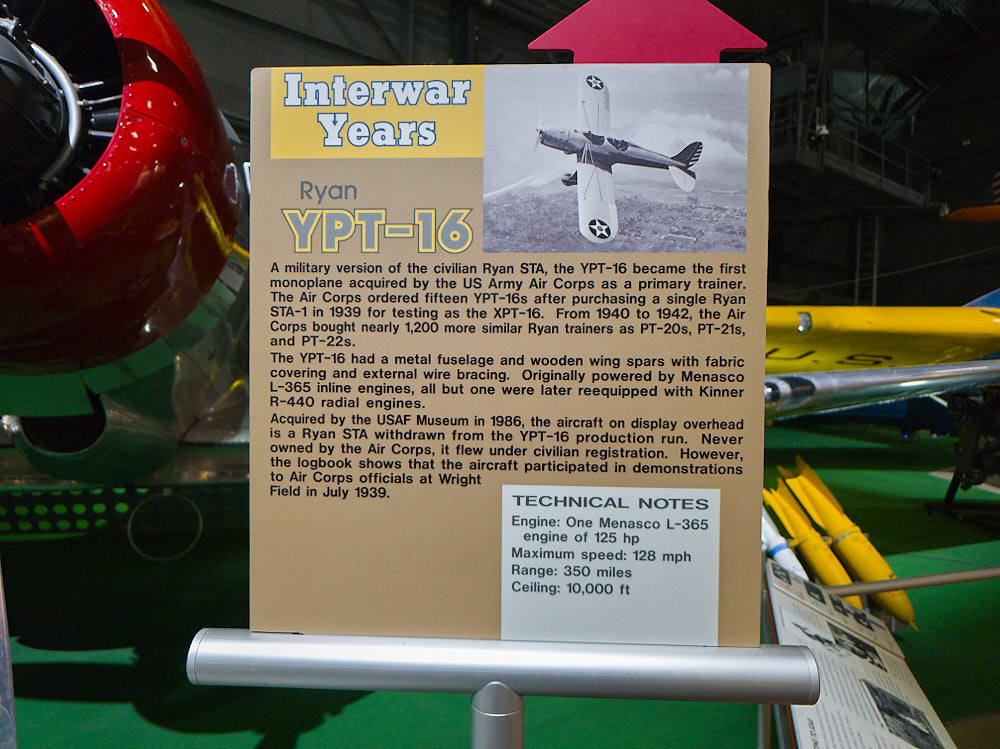 Interwar
Years
Ryan
YPT-16
A military version of the civilian Ryan STA, the YPT-16 became the first
monoplane acquired by the US Army Air Corps as a primary trainer.
The Air Corps ordered fifteen YPT-16s after purchasing a single Ryan
STA-1 in 1939 for testing as the XPT-16. From 1940 to 1942, the Air
Corps bought nearly 1,200 more similar Ryan trainers as PT-20s, PT-21s,
and PT-22s.
The YPT-16 had a metal fuselage and wooden wing spars with fabric
covering and external wire bracing. Originally powered by Menasco
L-365 inline engines, all but one were later reequipped with Kinner
R-440 radial engines.
Acquired by the USAF Museum in 1986, the aircraft on display overhead
is a Ryan STA withdrawn from the YPT-16 production run. Never
owned by the Air Corps, it flew under civilian registration. However,
the logbook shows that the aircraft participated in demonstrations
to Air Corps officials at Wright
Field in July 1939.
TECHNICAL NOTES
Engine: One Menasco L-365
engine of 125 hp
Maximum speed: 128 mph
Range: 350 miles
Ceiling: 10,000 ft
U.S